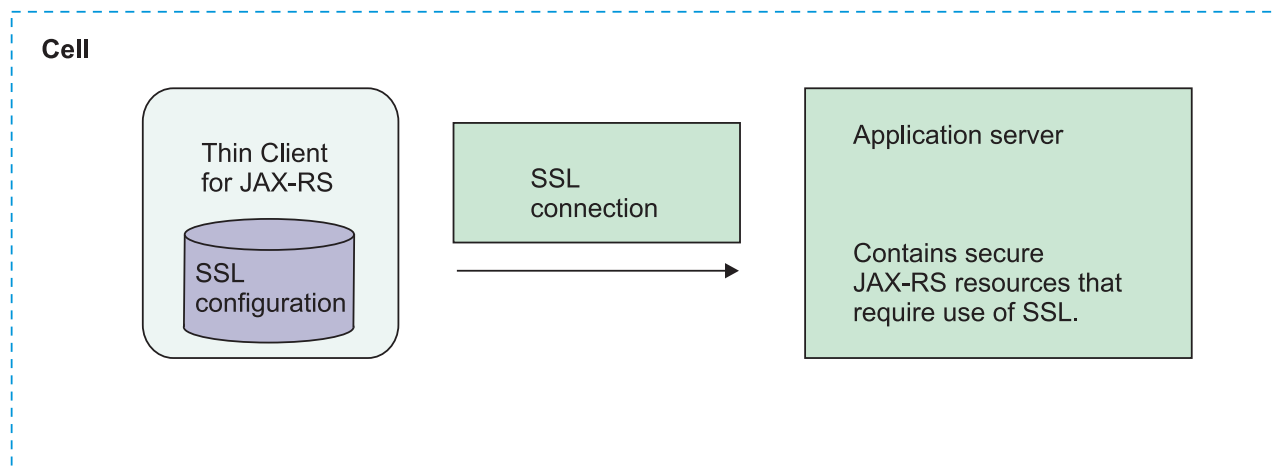 Cell
Thin Client
for JAX-RS
SSL
configuration
SSL
connection
Application server
Contains secure
JAX-RS resources that
require use of SSL.